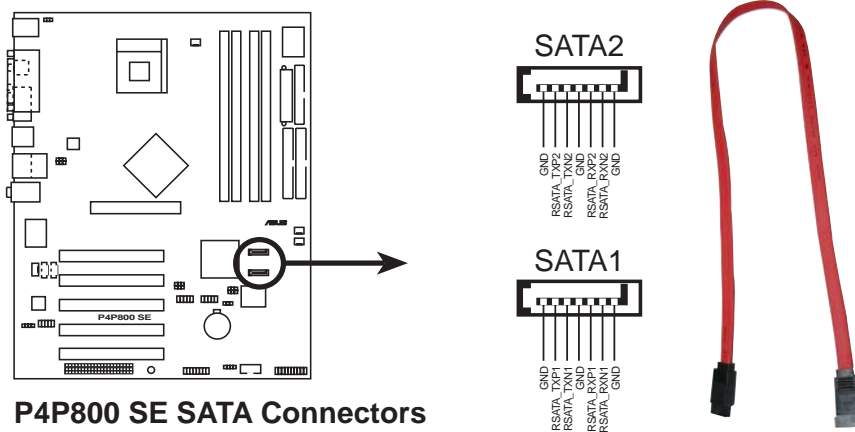 SATA2
GND
RSATA_TXP2
RSATA_TXN2
GND
RSATA_RXP2
RSATA_RXN2
GND
ASUS
SATA1
GND
RSATA_TXP1
RSATA_TXN1
GND
RSATA_RXP1
RSATA_RXN1
GND
P4P800 SE
P4P800 SE SATA Connectors